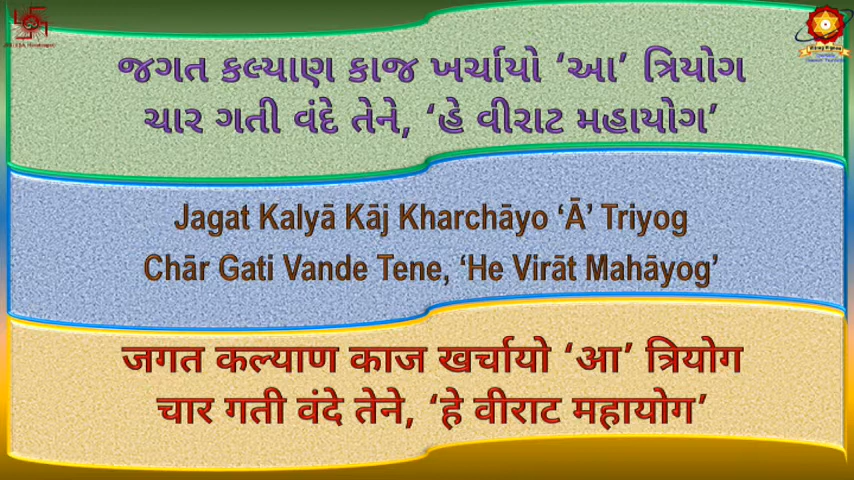 જગત કલ્યાણ કાજ ખર્ચાયો ‘આ’ ત્રિયોગ
ચાર ગતી વંદે તેને, ‘હે વીરાટ મહાયોગ’
Jagat Kalyā Kāj Kharchāyo ‘Ā’ Triyog
Chār Gati Vande Tene, ‘He Virāt Mahāyog’
जगत कल्याण काज खर्चायो ‘आ’ त्रियोग
चार गती वंदे तेने, ‘हे वीराट महायोग’